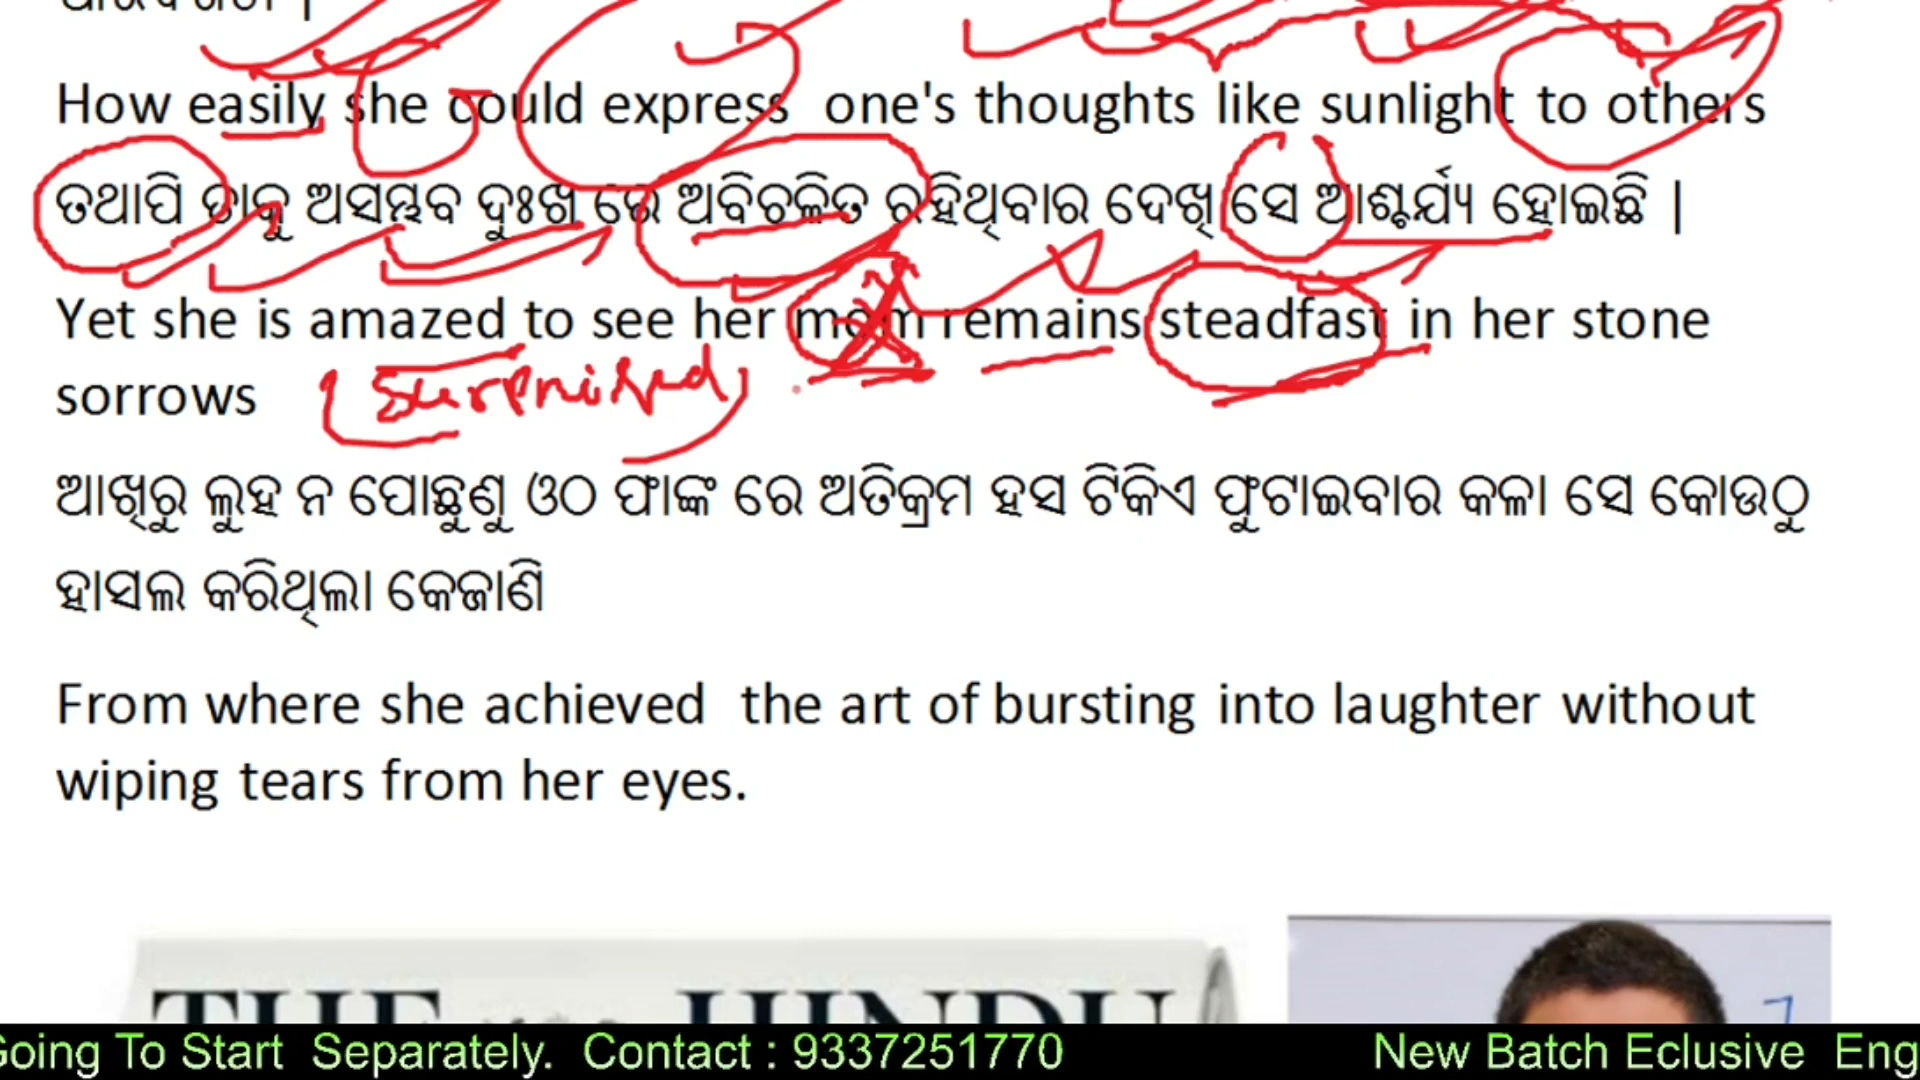 How easily she could express one's thoughts like sunlight to others
ତଥାପି ତାକୁ ଅସମ୍ଭବ ଦୁଃଖ ରେ ଅବିଚଳିତ ରହିଥିବାର ଦେଖି ସେ ଆଶ୍ଚର୍ଯ୍ୟ ହୋଇଛି |
Yet she is amazed to see her mom remains steadfast in her stone
sorrows
ଆଖିରୁ ଲୁହ ନ ପୋଛୁଣୁ ଓଠ ଫାଙ୍କ ରେ ଅତିକ୍ରମ ହସ ଟିକିଏ ଫୁଟାଇବାର କଳା ସେ କୋଉଠୁ
ହାସଲ କରିଥିଲା କେଜାଣି
From where she achieved the art of bursting into laughter without
wiping tears from her eyes.
THE HINDU
Going To Start Separately. Contact : 9337251770 New Batch Eclusive Eng